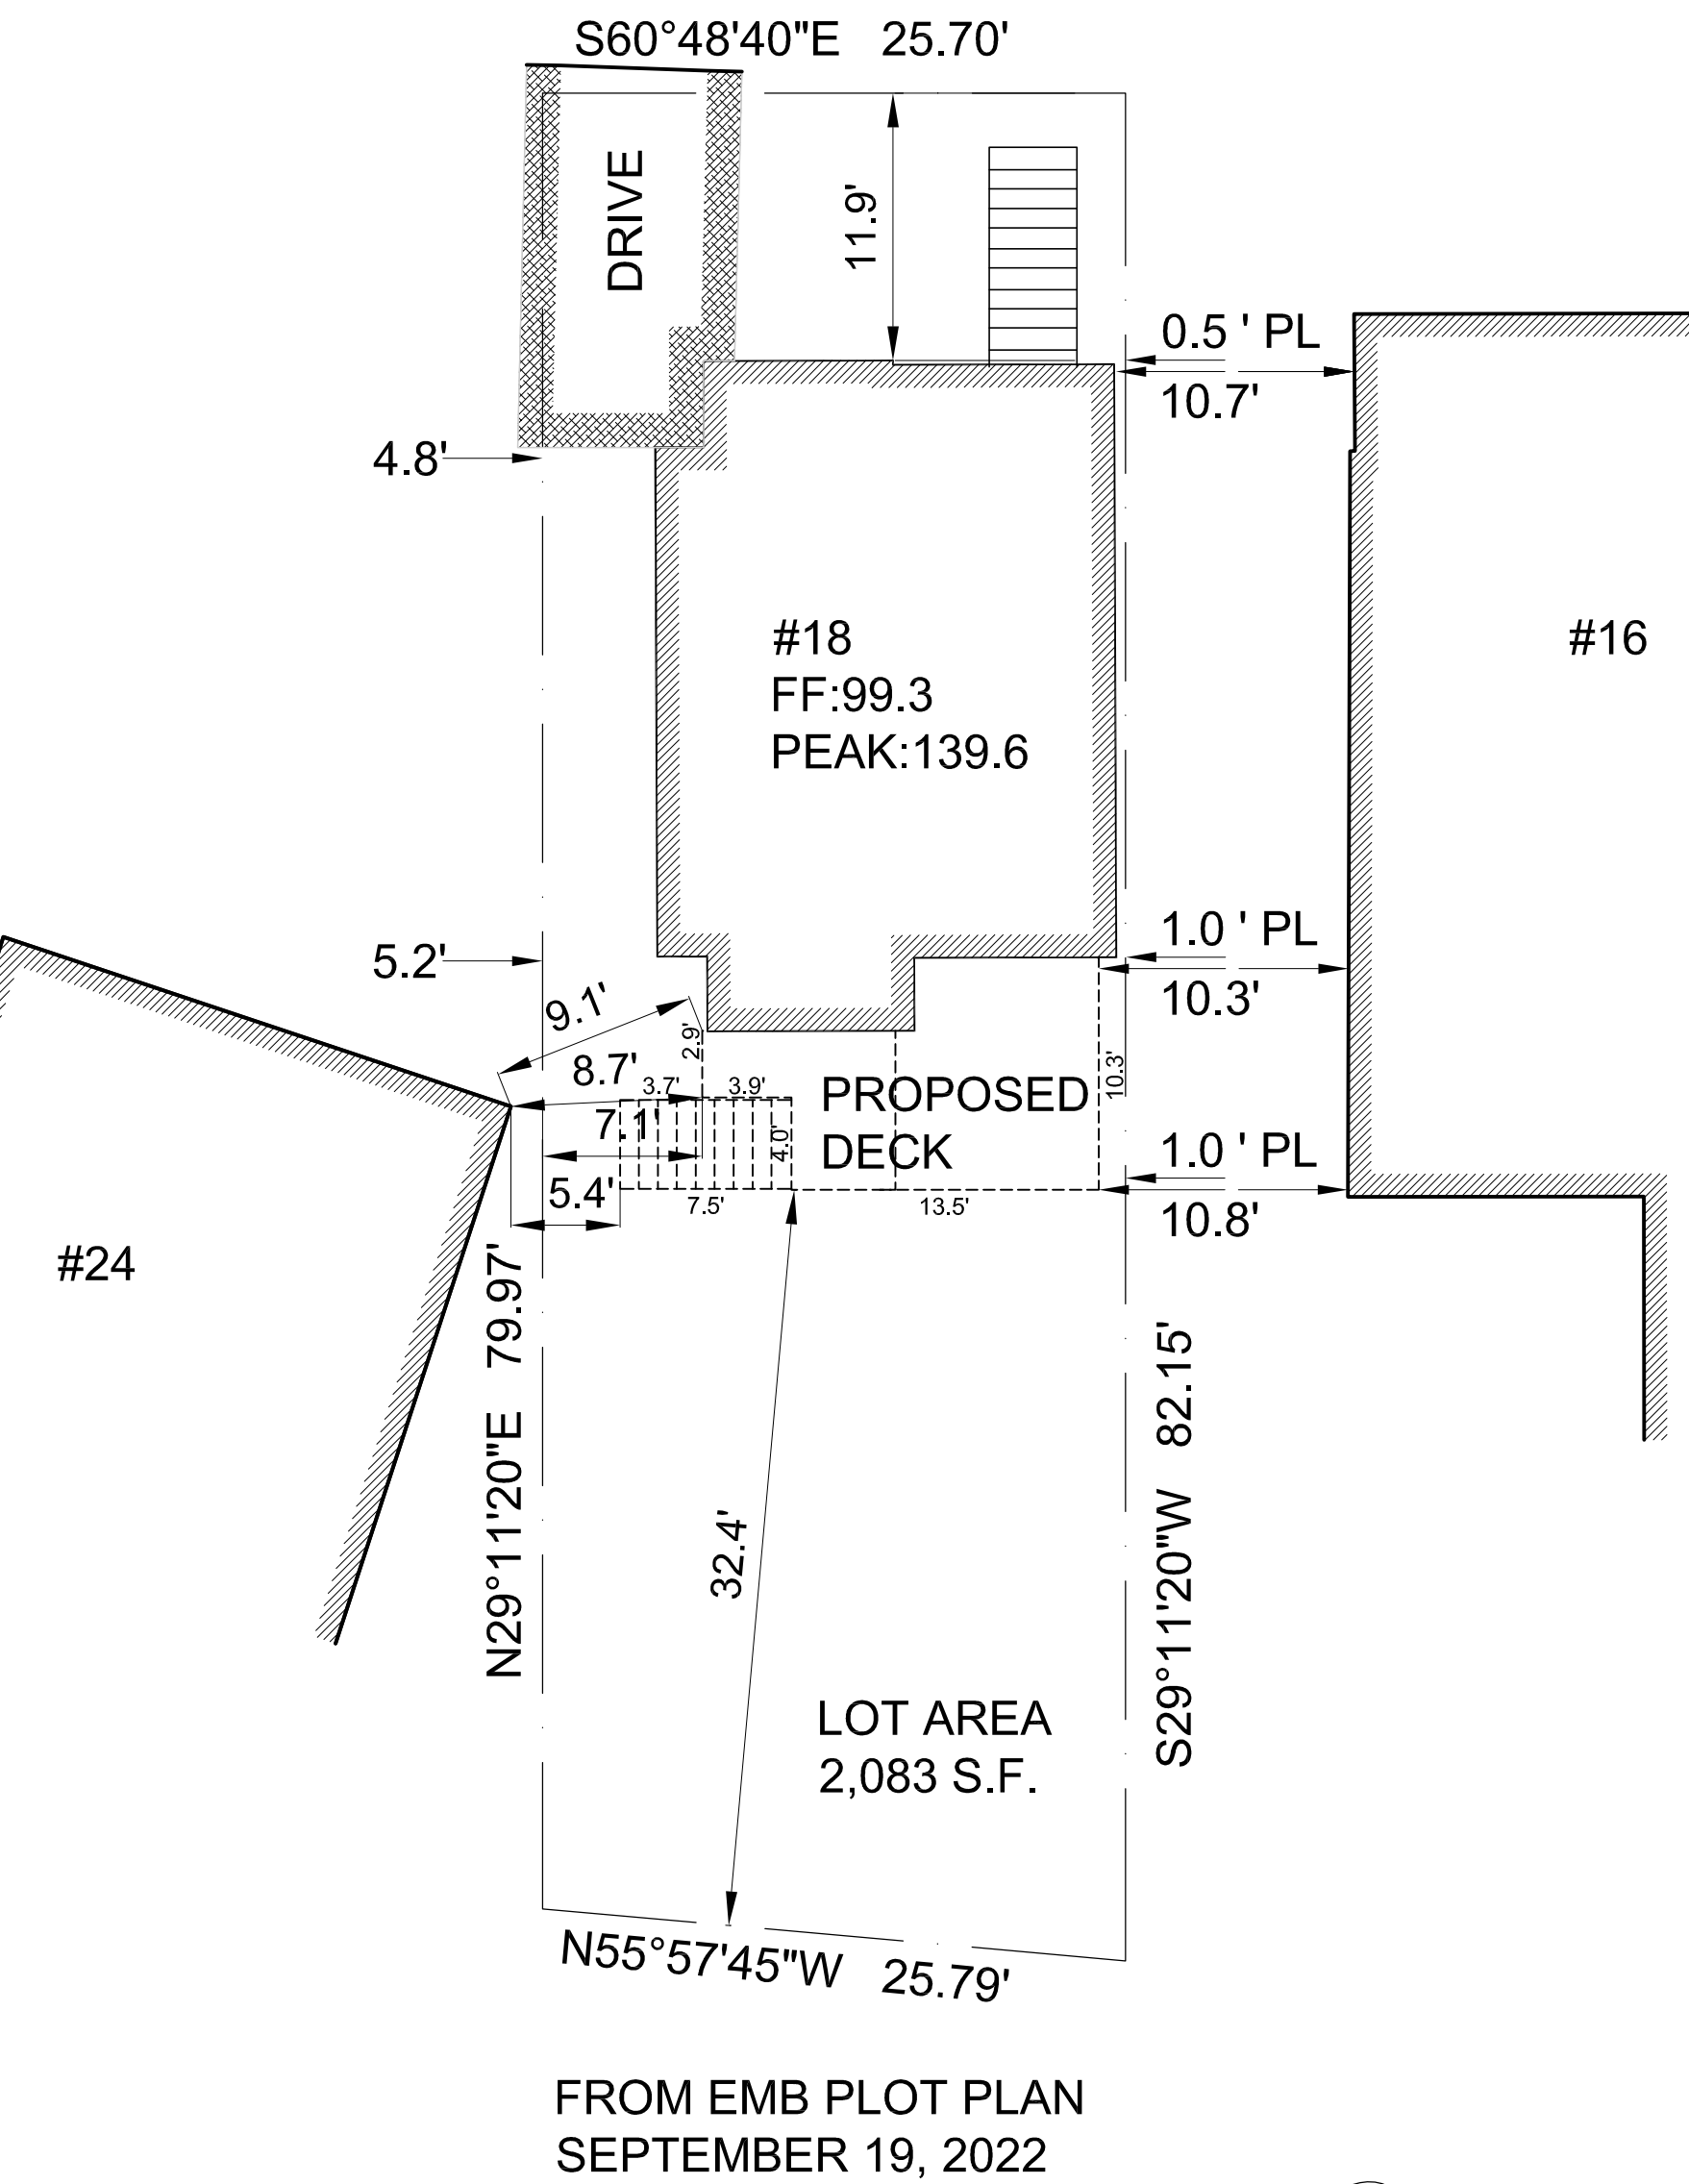 S60°48'40"E 25.70'
DRIVE
11.9'
0.5 ' PL
10.7'
4.8'
#18
FF:99.3
PEAK:139.6
#16
1.0 ' PL
10.3'
5.2'
9.1'
2.9'
8.7'
3.7'
3.9'
10.3'
PROPOSED
DECK
7.1'
4.0'
1.0 ' PL
10.8'
5.4'
7.5'
13.5'
#24
N29°11'20"E 79.97'
S29°11'20"W 82.15'
32.4'
LOT AREA
2,083 S.F.
N55°57'45"W 25.79'
FROM EMB PLOT PLAN
SEPTEMBER 19, 2022